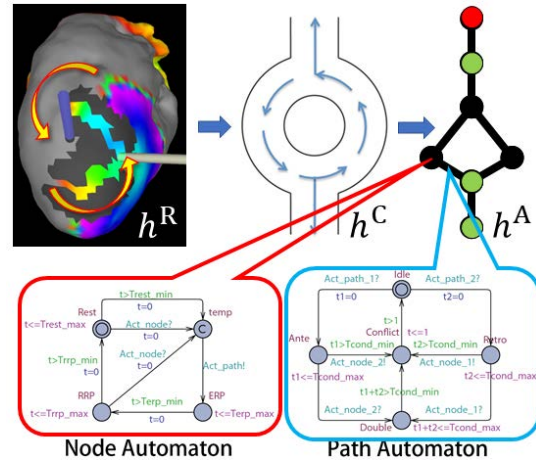 h^R
h^C
h^A
t>Trest_min
t=0
Rest
temp
Act_node?
t=0
t<=Trest_max
C
t>Trrp_min
t=0
Act_node?
t=0
Act_path!
RRP
t>Terp_min
ERP
t<=Trrp_max
t=0
t<=Terp_max
Node Automaton
Act_path_1?
Idle
Act_path_2?
t1=0
t2=0
t>1
Ante
Conflict
t<=1
Retro
t1>Tcond_min
t2>Tcond_min
Act_node_2!
Act_node_1!
t1<=Tcond_max
t2<=Tcond_max
t1+t2>Tcond_min
Act_node_2?
Act_node_1?
Double
t1+t2<=Tcond_max
Path Automaton